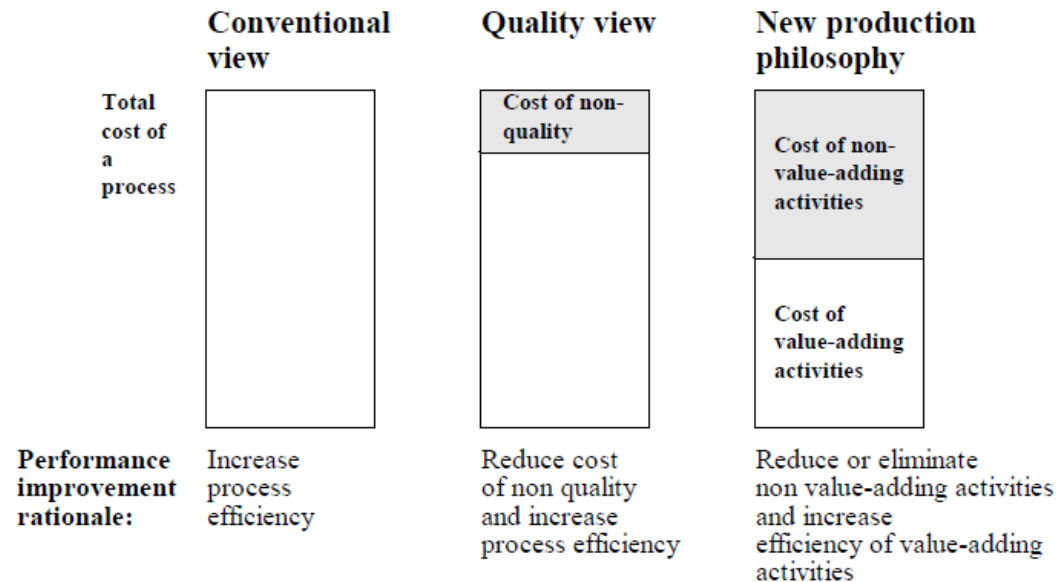 Conventional
view
Quality view
New production
philosophy
Total
cost of
a
process
Cost of non-
quality
Cost of non-
value-adding
activities
Cost of
value-adding
activities
Performance
improvement
rationale:
Increase
process
efficiency
Reduce cost
of non quality
and increase
process efficiency
Reduce or eliminate
non value-adding activities
and increase
efficiency of value-adding
activities